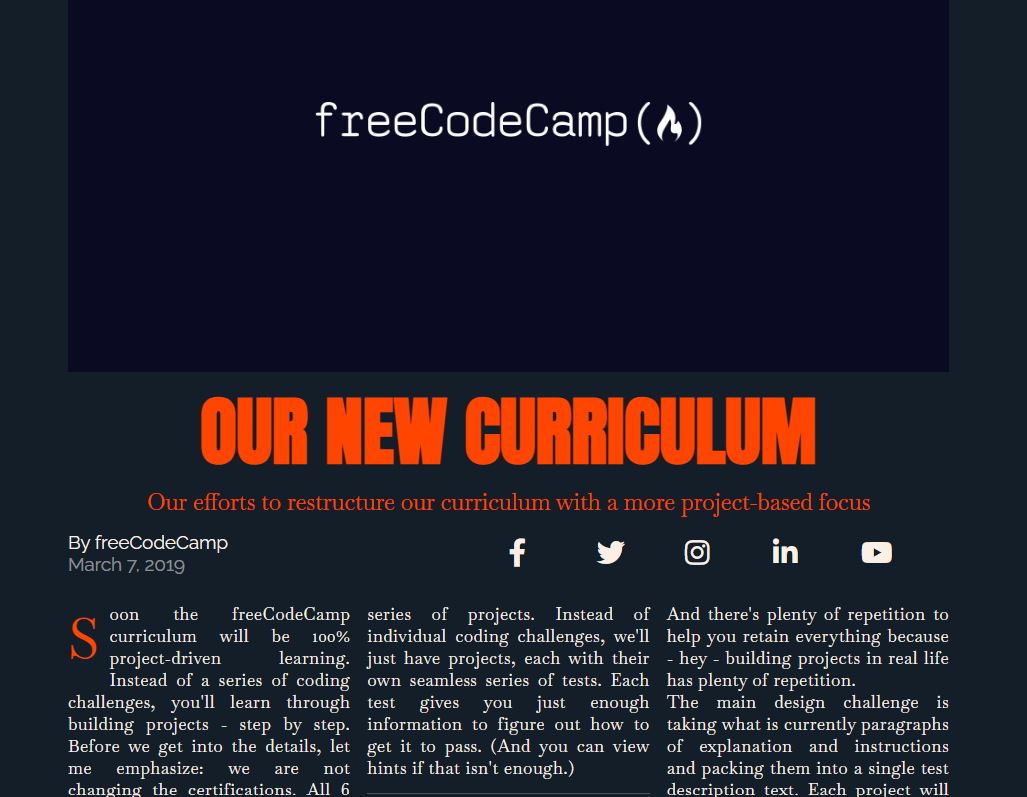 freeCodeCamp(🔥)
OUR NEW CURRICULUM
Our efforts to restructure our curriculum with a more project-based focus
By freeCodeCamp
March 7, 2019
Soon the freeCodeCamp
curriculum will be 100%
project-driven learning.
Instead of a series of coding
challenges, you'll learn through
building projects - step by step.
Before we get into the details, let
me emphasize: we are not
changing the certifications. All 6
series of projects. Instead of
individual coding challenges, we'll
just have projects, each with their
own seamless series of tests. Each
test gives you just enough
information to figure out how to
get it to pass. (And you can view
hints if that isn't enough.)
And there's plenty of repetition to
help you retain everything because
- hey - building projects in real life
has plenty of repetition.
The main design challenge is
taking what is currently paragraphs
of explanation and instructions
and packing them into a single test
description text. Each project will